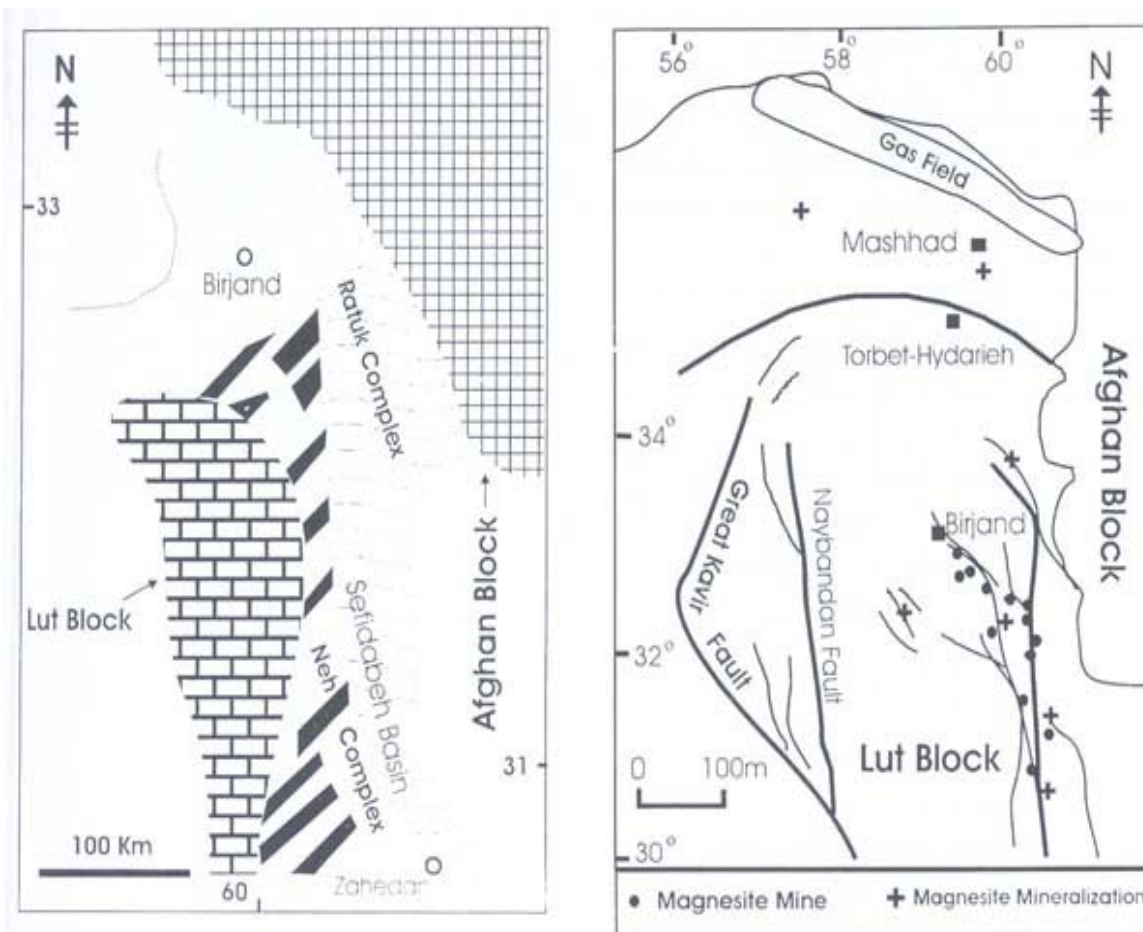 N
33
Birjand
Ratuk Complex
Lut Block
Sefidabeh Basin
Neh Complex
Afghan Block
31
100 Km
60
Zahedan
56°
58°
60°
N
Gas Field
Mashhad
Torbet-Hydarieh
Afghan Block
34°
Great Kavir Fault
Naybandan Fault
Birjand
32°
0 100m
Lut Block
30°
Magnesite Mine
Magnesite Mineralization